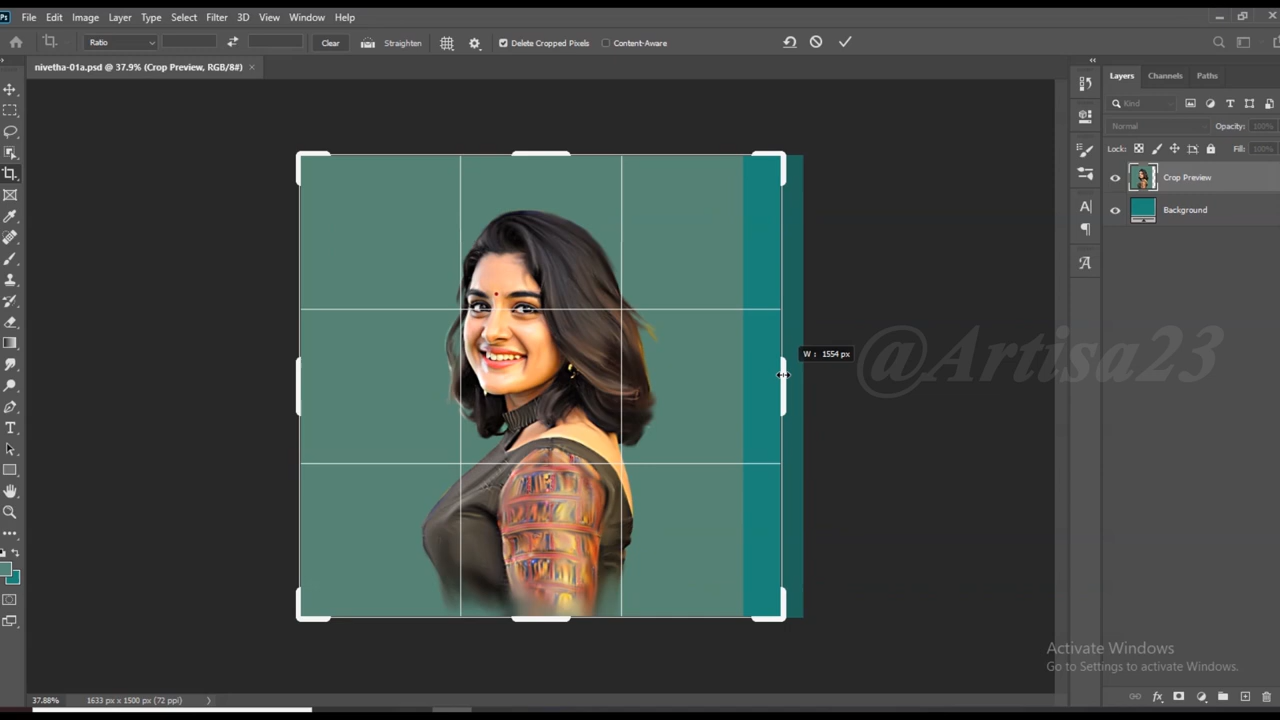 Ps File Edit Image Layer Type Select Filter 3D View Window Help
Ratio Clear Straighten Delete Cropped Pixels Content-Aware
nivetha-01a.psd @ 37.9% (Crop Preview, RGB/8#) ×
Layers Channels Paths
Kind
Normal Opacity: 100%
Lock: Fill: 100%
Crop Preview
Background
W : 1554 px
@Artisa23
Activate Windows
Go to Settings to activate Windows.
37.88% 1633 px x 1500 px (72 ppi)